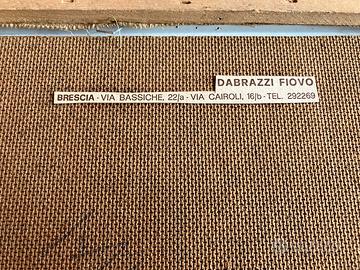 DABRAZZI FIOVO
BRESCIA · VIA BASSICHE, 22/a · VIA CAIROLI, 16/b · TEL. 292269